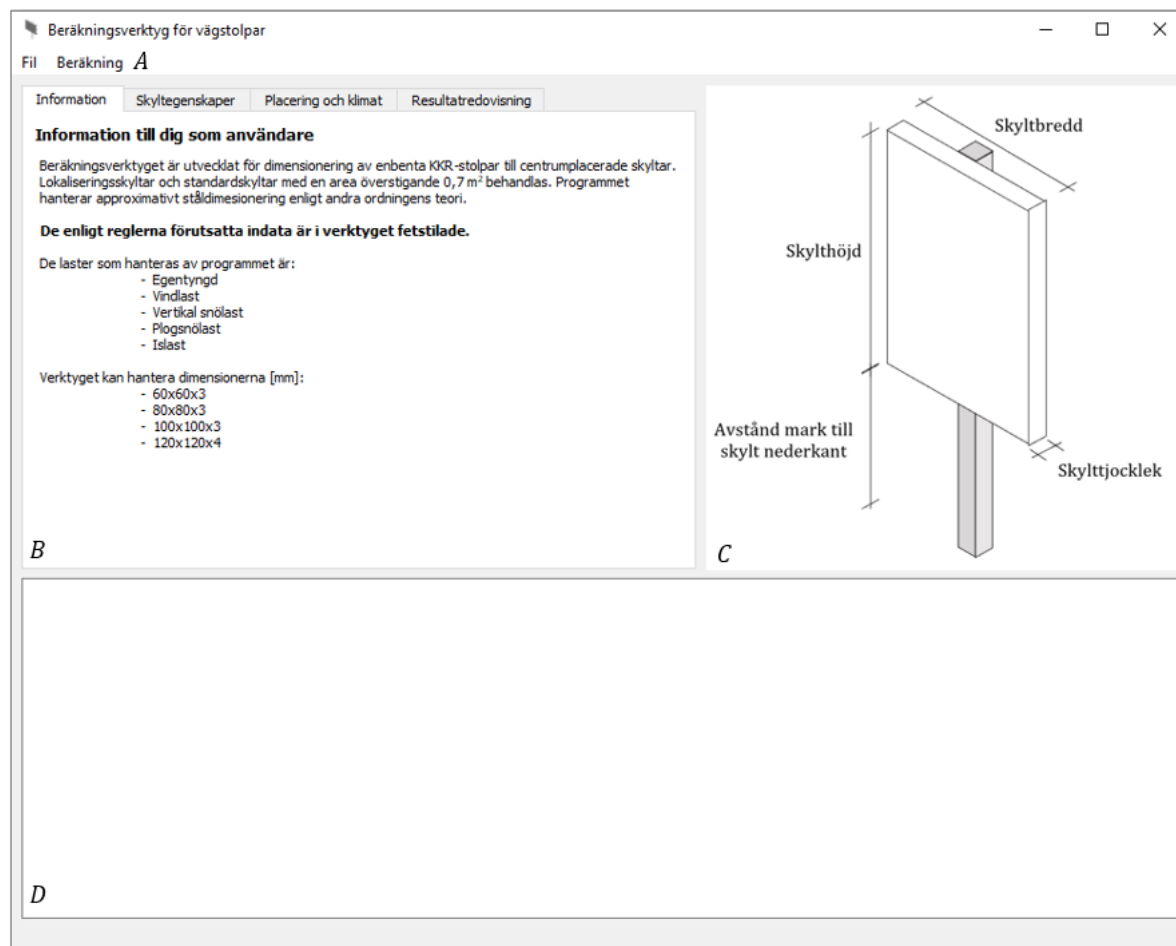 Beräkningsverktyg för vägstolpar
Fil Beräkning A
Information Skyltegenskaper Placering och klimat Resultatredovisning
Information till dig som användare
Beräkningsverktyget är utvecklat för dimensionering av enbenta KKR-stolpar till centrumplacerade skyltar.
Lokaliseringsskyltar och standardskyltar med en area överstigande 0,7 m² behandlas. Programmet
hanterar approximativt ståldimesionering enligt andra ordningens teori.
De enligt reglerna förutsatta indata är i verktyget fetstilade.
De laster som hanteras av programmet är:
- Egentyngd
- Vindlast
- Vertikal snölast
- Plogsnölast
- Islast
Verktyget kan hantera dimensionerna [mm]:
- 60x60x3
- 80x80x3
- 100x100x3
- 120x120x4
B
Skyltbredd
Skylthöjd
Avstånd mark till
skylt nederkant
Skylttjocklek
C
D